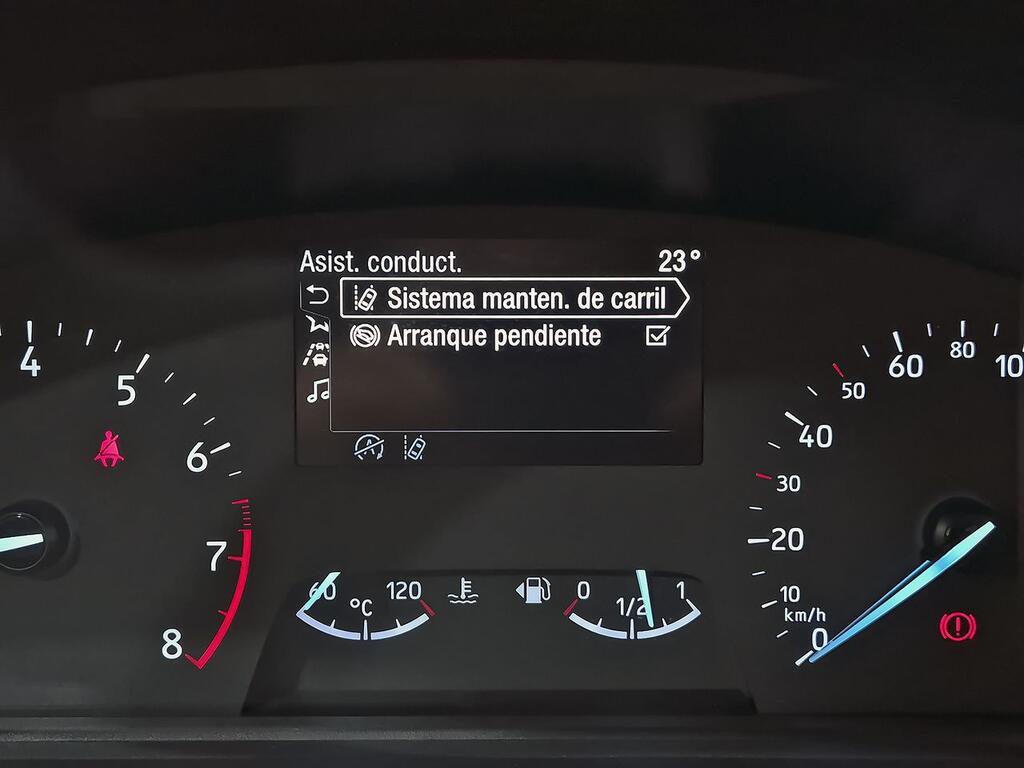 Asist. conduct. 23°
Sistema manten. de carril
Arranque pendiente
4
5
6
7
8
60 120
°C
0 1/2 1
0
10
km/h
20
30
40
50
60
80
10